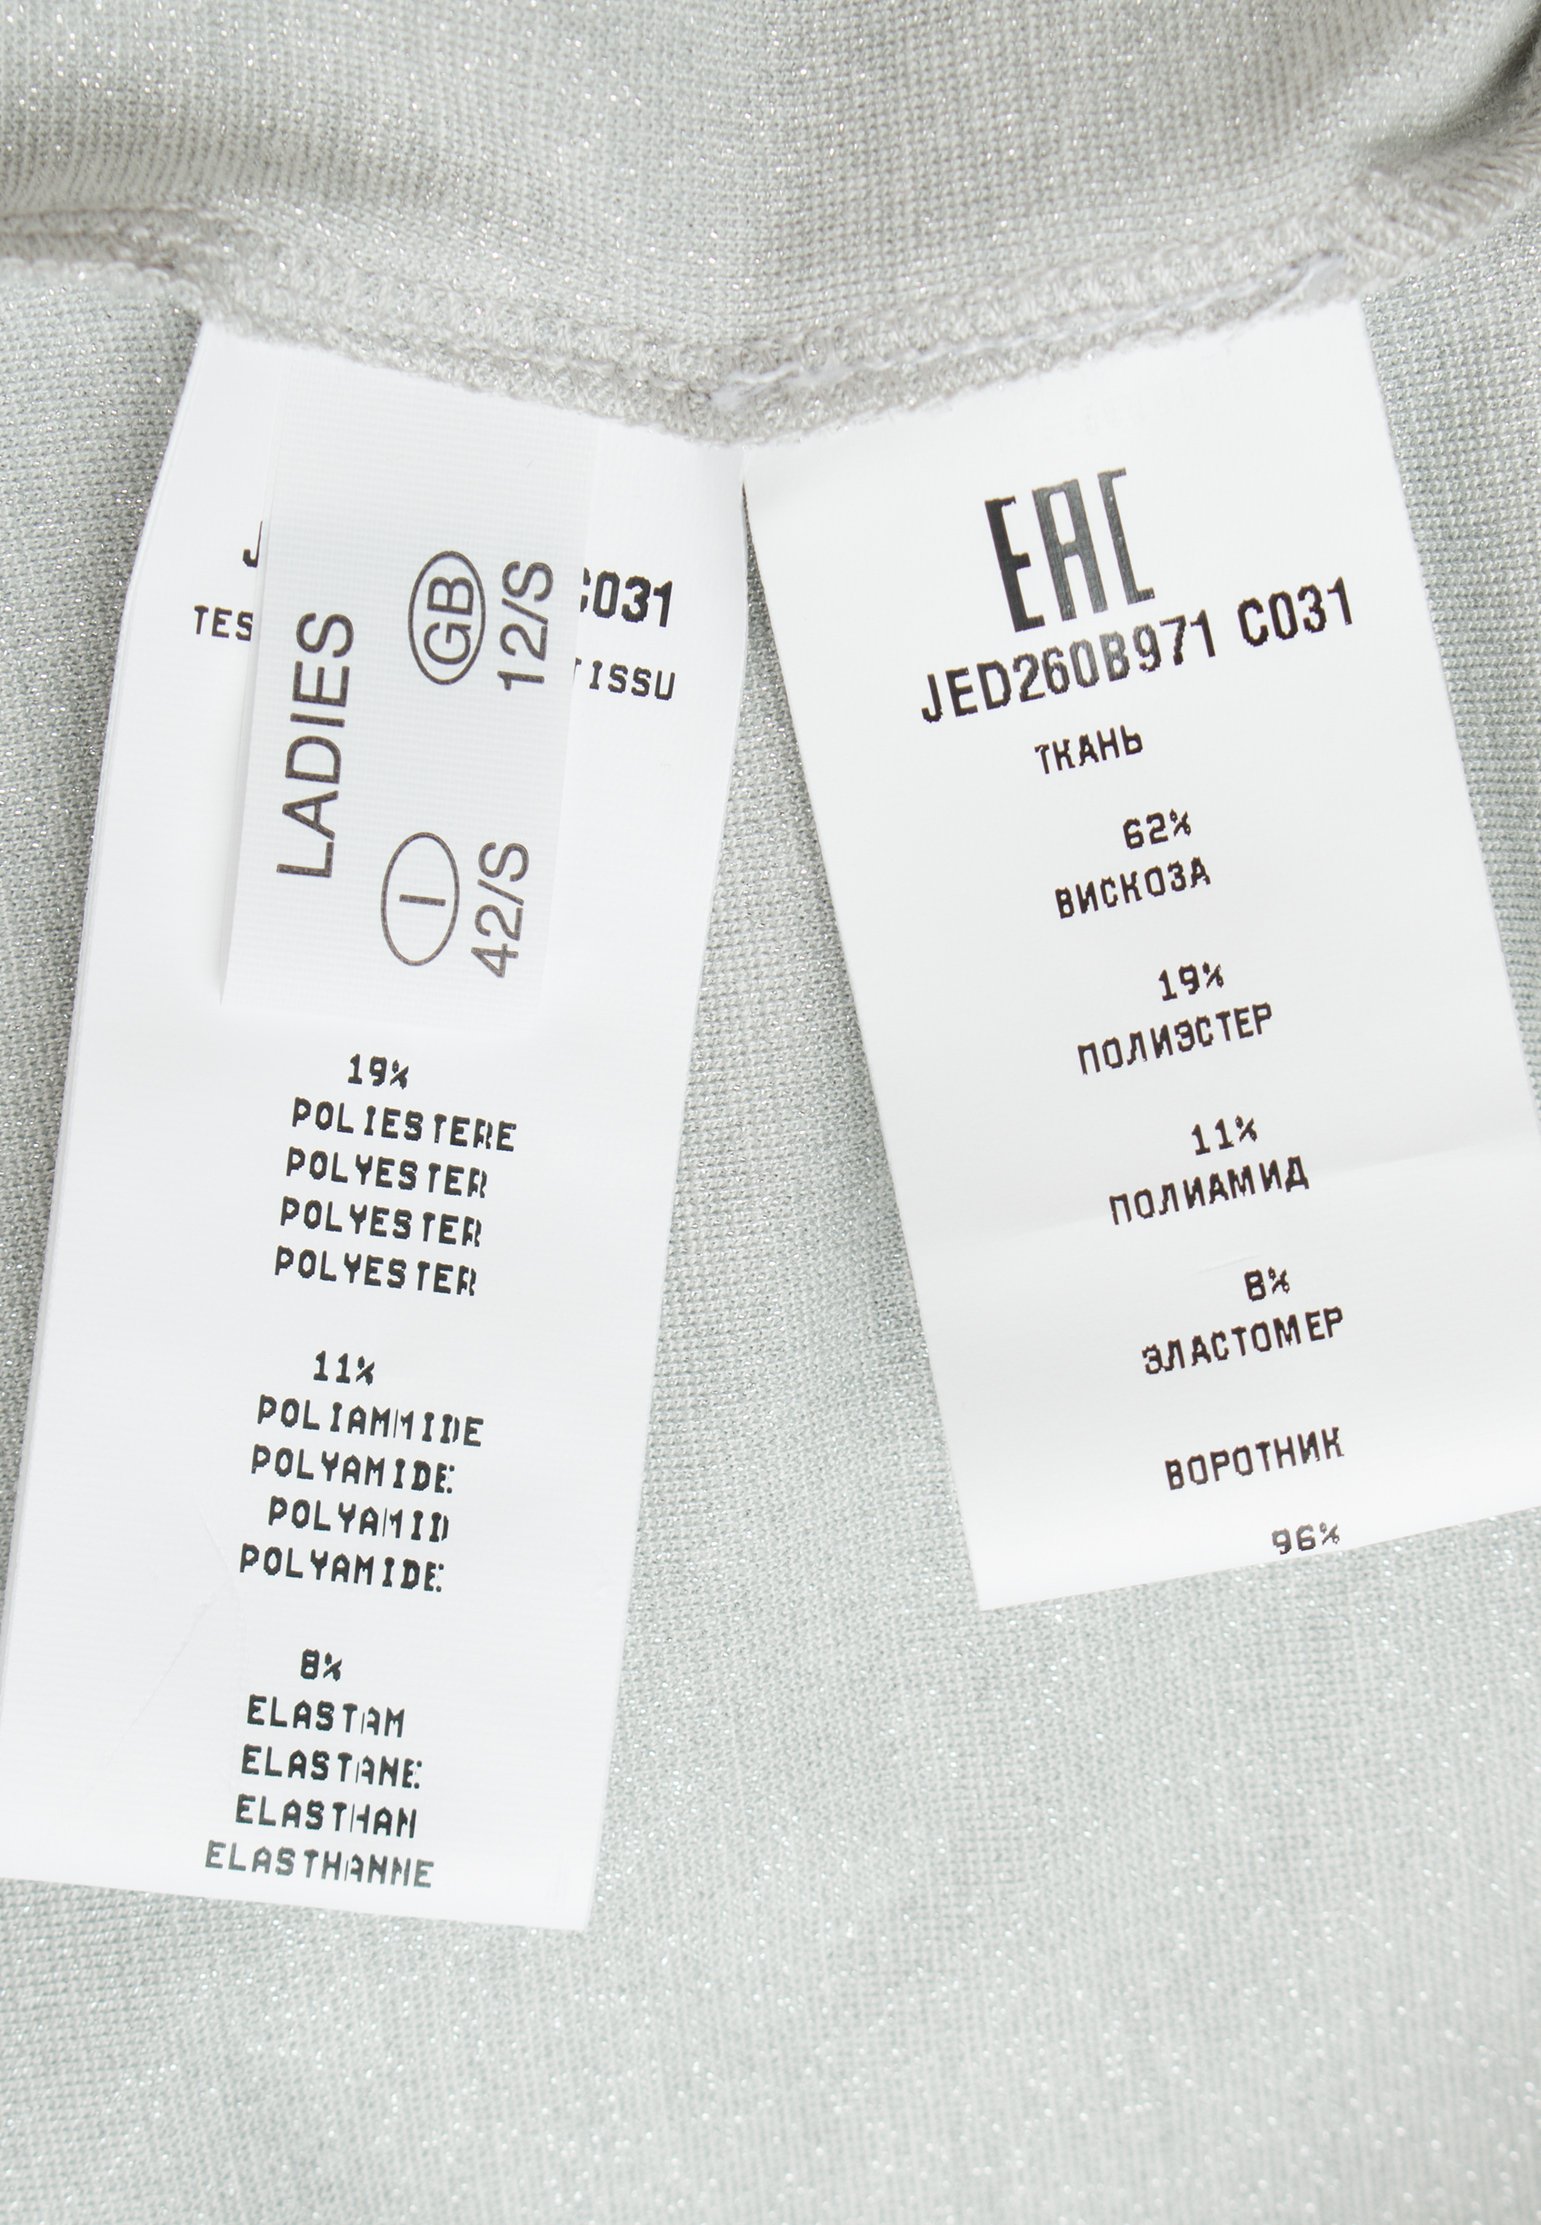 LADIES
GB
12/S
I
42/S
C031
TISSU
19%
POLIESTERE
POLYESTER
POLYESTER
POLYESTER
11%
POLIAMMIDE
POLYAMIDE
POLYAMID
POLYAMIDE
8%
ELASTAM
ELASTANE
ELASTHAN
ELASTHANNE
EAC
JED260B971 C031
ТКАНЬ
62%
ВИСКОЗА
19%
ПОЛИЭСТЕР
11%
ПОЛИАМИД
8%
ЭЛАСТОМЕР
ВОРОТНИК
96%